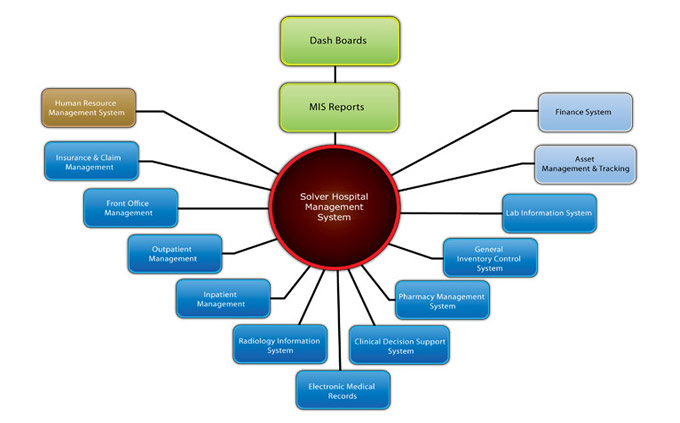 Dash Boards
MIS Reports
Human Resource
Management System
Finance System
Insurance & Claim
Management
Asset
Management & Tracking
Solver Hospital
Management
System
Front Office
Management
Lab Information System
Outpatient
Management
General
Inventory Control
System
Inpatient
Management
Pharmacy Management
System
Radiology Information
System
Clinical Decision Support
System
Electronic Medical
Records